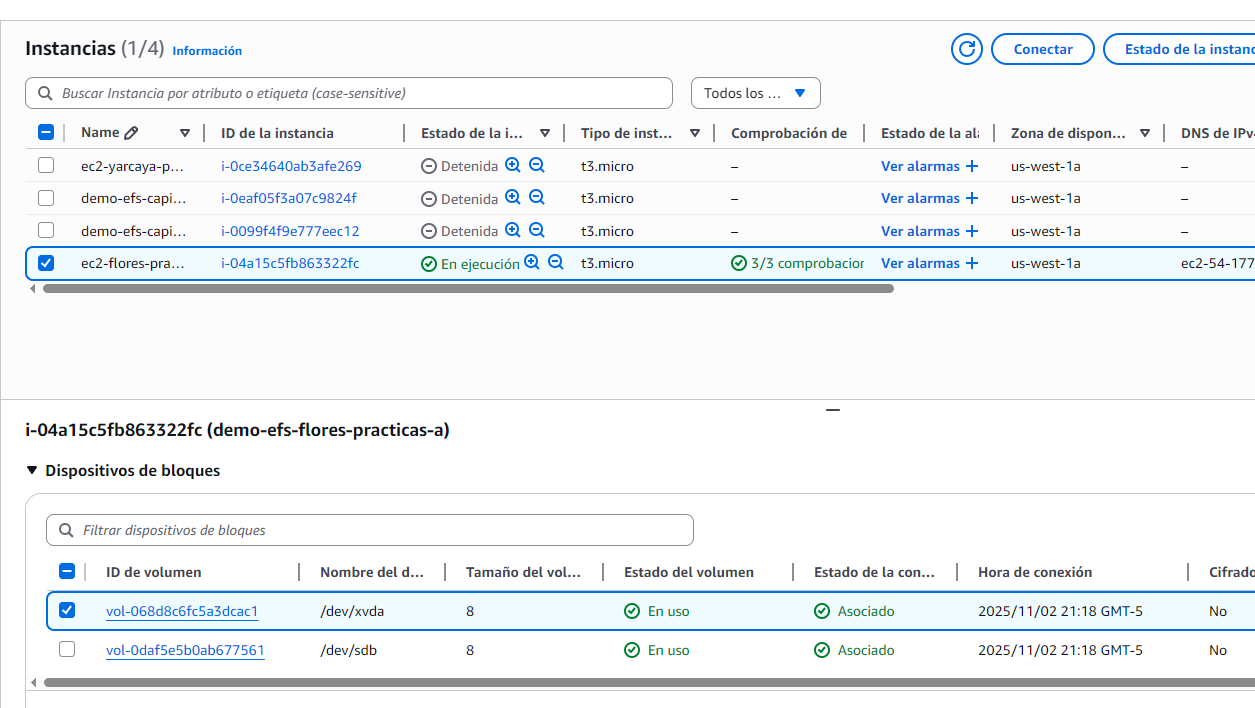 Instancias (1/4) Información Conectar Estado de la instanc
Buscar Instancia por atributo o etiqueta (case-sensitive) Todos los ...
Name ID de la instancia Estado de la i... Tipo de inst... Comprobación de Estado de la ala Zona de dispon... DNS de IPv4
ec2-yarcaya-p... i-0ce34640ab3afe269 Detenida t3.micro – Ver alarmas + us-west-1a –
demo-efs-capi... i-0eaf05f3a07c9824f Detenida t3.micro – Ver alarmas + us-west-1a –
demo-efs-capi... i-0099f4f9e777eec12 Detenida t3.micro – Ver alarmas + us-west-1a –
ec2-flores-pra... i-04a15c5fb863322fc En ejecución t3.micro 3/3 comprobacion Ver alarmas + us-west-1a ec2-54-177
i-04a15c5fb863322fc (demo-efs-flores-practicas-a)
Dispositivos de bloques
Filtrar dispositivos de bloques
ID de volumen Nombre del d... Tamaño del vol... Estado del volumen Estado de la con... Hora de conexión Cifrado
vol-068d8c6fc5a3dcac1 /dev/xvda 8 En uso Asociado 2025/11/02 21:18 GMT-5 No
vol-0daf5e5b0ab677561 /dev/sdb 8 En uso Asociado 2025/11/02 21:18 GMT-5 No